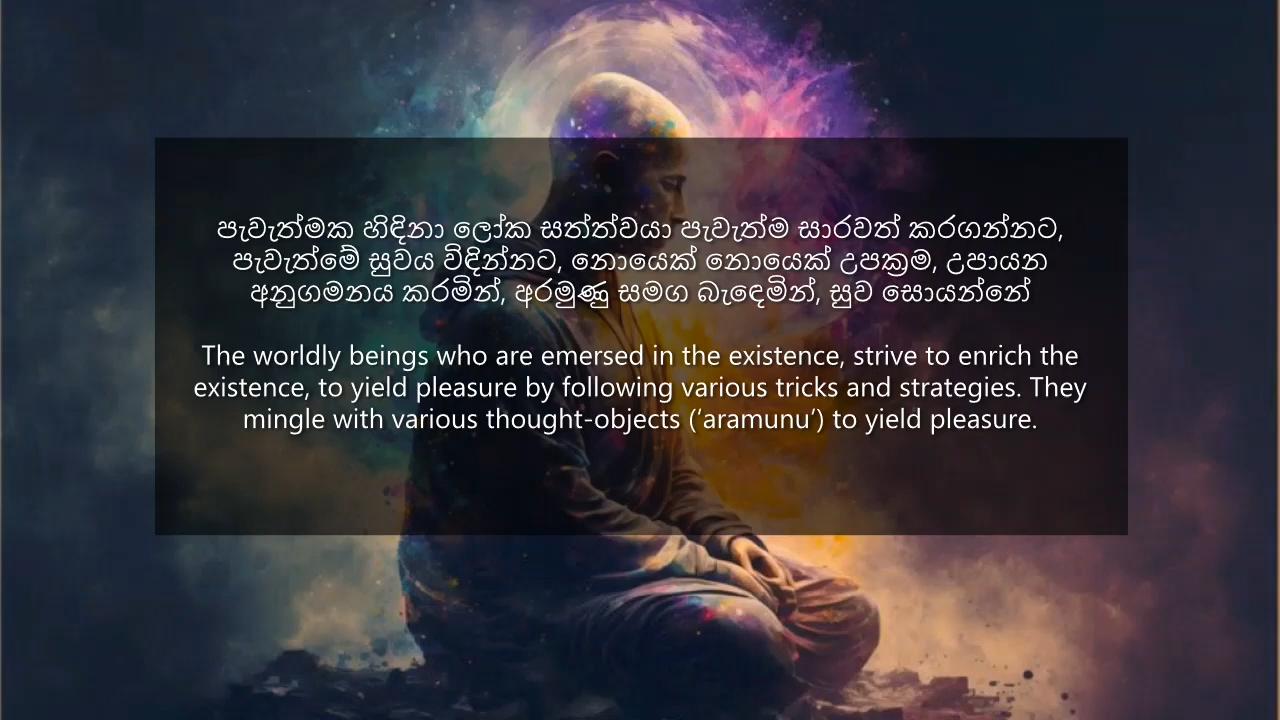 පැවැත්මක හිඳිනා ලෝක සත්ත්වයා පැවැත්ම සාරවත් කරගන්නට,
පැවැත්මේ සුවය විඳින්නට, නොයෙක් නොයෙක් උපක්‍රම, උපායන
අනුගමනය කරමින්, අරමුණු සමග බැඳෙමින්, සුව සොයන්නේ
The worldly beings who are emersed in the existence, strive to enrich the
existence, to yield pleasure by following various tricks and strategies. They
mingle with various thought-objects (‘aramunu’) to yield pleasure.